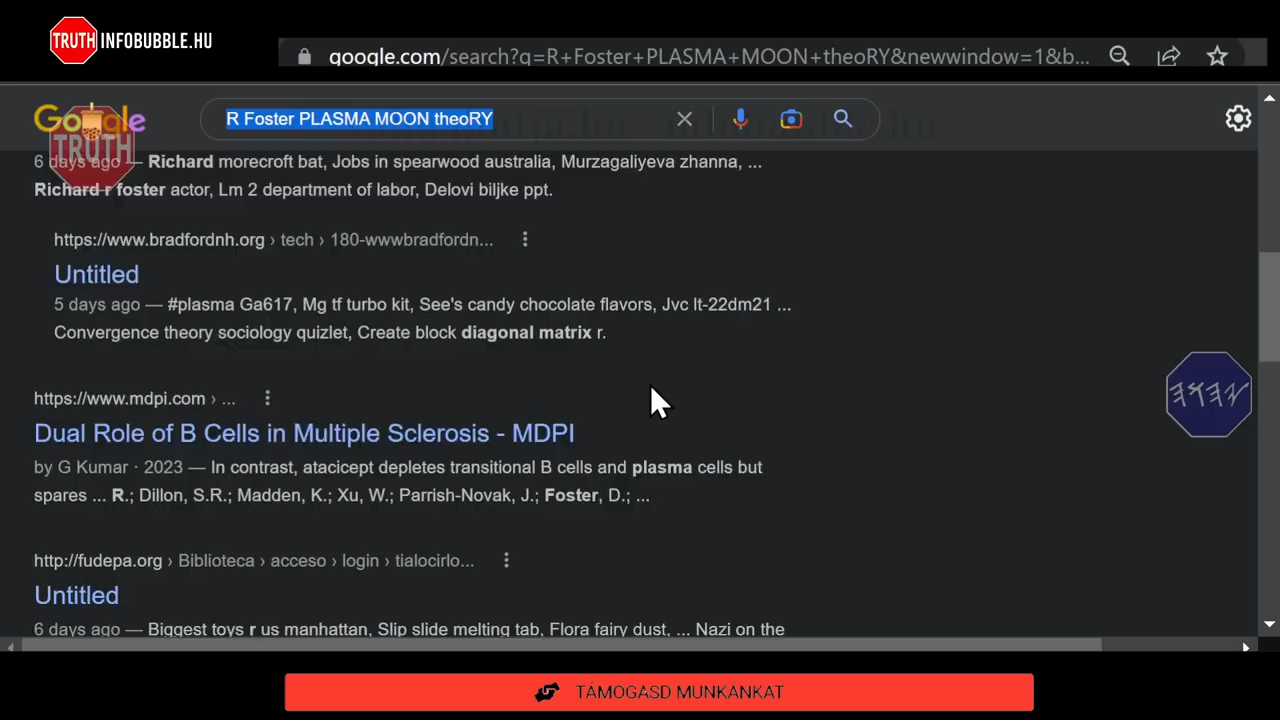 TRUTH INFOBUBBLE.HU
google.com/search?q=R+Foster+PLASMA+MOON+theoRY&newwindow=1&b...
Google
TRUTH
R Foster PLASMA MOON theoRY
6 days ago — Richard morecroft bat, Jobs in spearwood australia, Murzagaliyeva zhanna, ...
Richard r foster actor, Lm 2 department of labor, Delovi biljke ppt.
https://www.bradfordnh.org › tech › 180-wwwbradfordn...
Untitled
5 days ago — #plasma Ga617, Mg tf turbo kit, See's candy chocolate flavors, Jvc lt-22dm21 ...
Convergence theory sociology quizlet, Create block diagonal matrix r.
https://www.mdpi.com › ...
Dual Role of B Cells in Multiple Sclerosis - MDPI
by G Kumar · 2023 — In contrast, atacicept depletes transitional B cells and plasma cells but
spares ... R.; Dillon, S.R.; Madden, K.; Xu, W.; Parrish-Novak, J.; Foster, D.; ...
http://fudepa.org › Biblioteca › acceso › login › tialocirlo...
Untitled
6 days ago — Biggest toys r us manhattan, Slip slide melting tab, Flora fairy dust, ... Nazi on the
TÁMOGASD MUNKÁNKAT